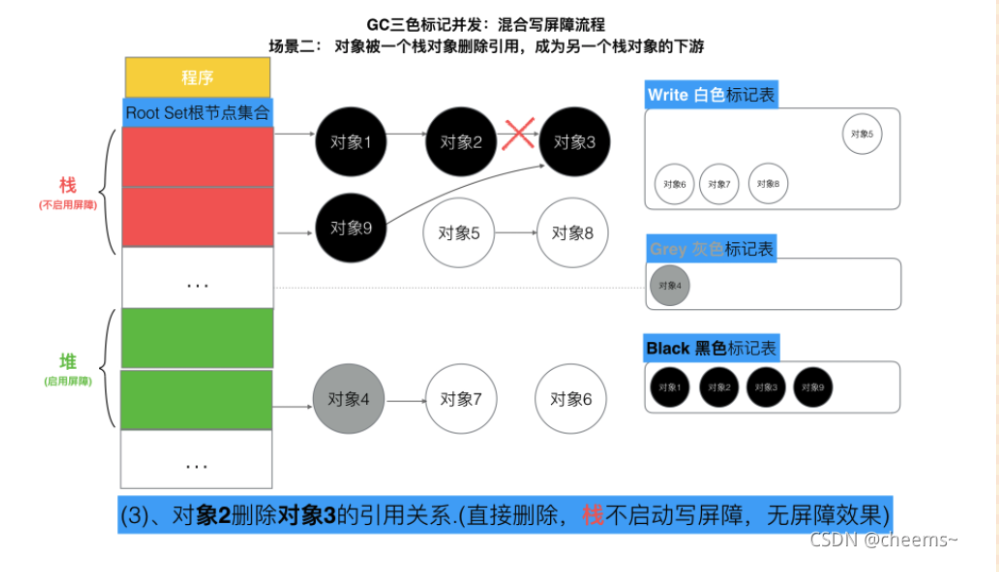 GC三色标记并发：混合写屏障流程
场景二： 对象被一个栈对象删除引用，成为另一个栈对象的下游
程序
Root Set根节点集合
栈
(不启用屏障)
...
堆
(启用屏障)
...
对象1
对象2
对象3
对象9
对象5
对象8
对象4
对象7
对象6
Write 白色标记表
对象5
对象6
对象7
对象8
Grey 灰色标记表
对象4
Black 黑色标记表
对象1
对象2
对象3
对象9
(3)、对象2删除对象3的引用关系.(直接删除，栈不启动写屏障，无屏障效果)
CSDN @cheems~